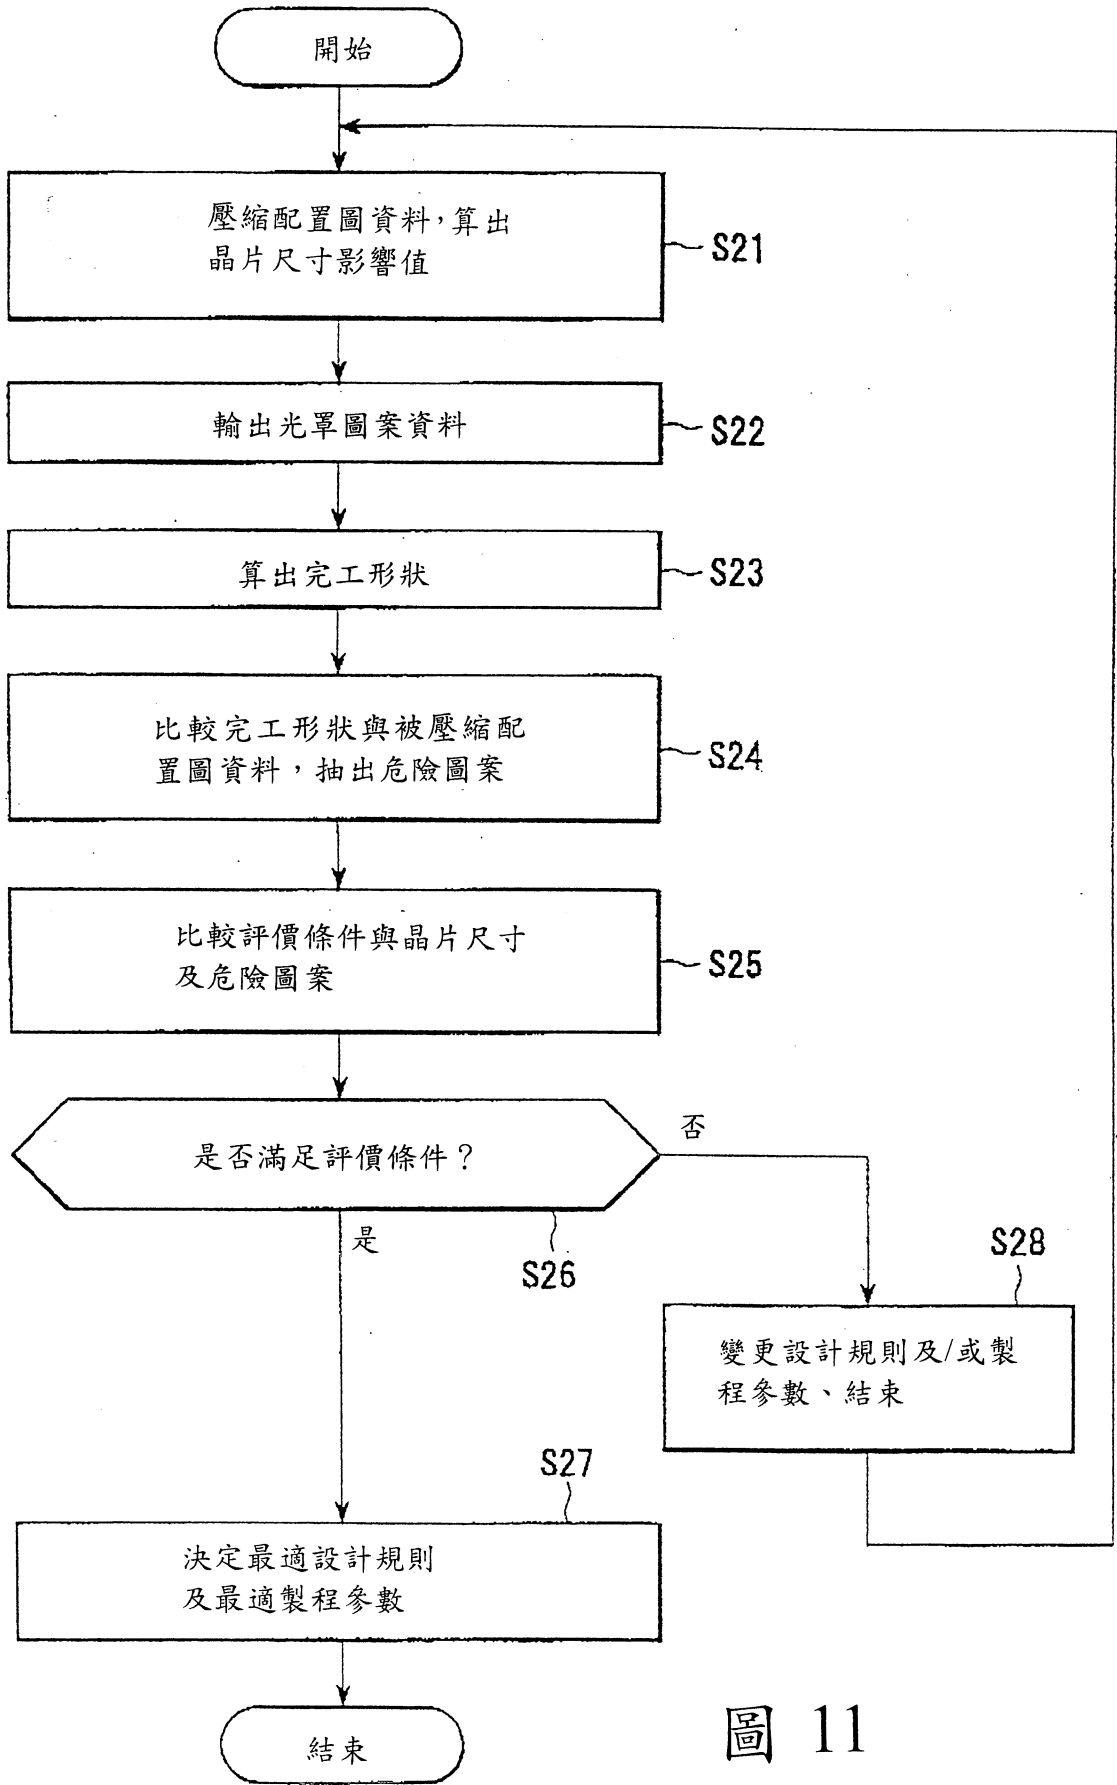 開始
壓縮配置圖資料,算出
晶片尺寸影響值
S21
輸出光罩圖案資料
S22
算出完工形狀
S23
比較完工形狀與被壓縮配
置圖資料,抽出危險圖案
S24
比較評價條件與晶片尺寸
及危險圖案
S25
是否滿足評價條件?
否
是
S26
S28
變更設計規則及/或製
程參數、結束
S27
決定最適設計規則
及最適製程參數
結束
圖 11